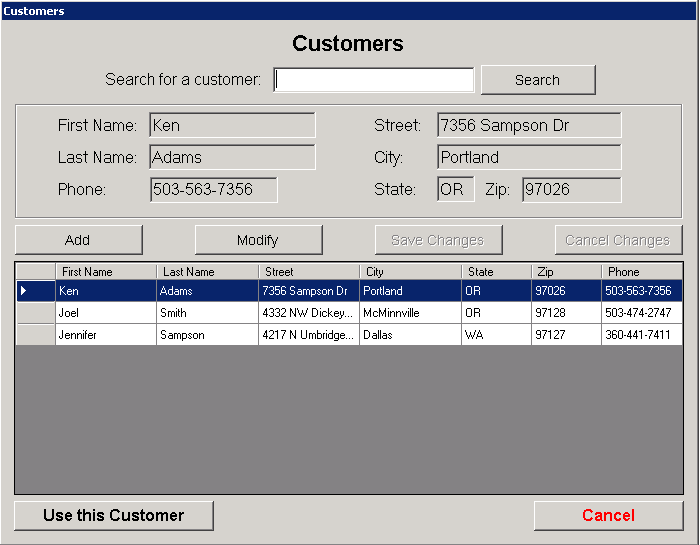 Customers
Customers
Search for a customer: Search
First Name: Ken Street: 7356 Sampson Dr
Last Name: Adams City: Portland
Phone: 503-563-7356 State: OR Zip: 97026
Add Modify Save Changes Cancel Changes
First Name Last Name Street City State Zip Phone
Ken Adams 7356 Sampson Dr Portland OR 97026 503-563-7356
Joel Smith 4332 NW Dickey... McMinnville OR 97128 503-474-2747
Jennifer Sampson 4217 N Umbridge... Dallas WA 97127 360-441-7411
Use this Customer Cancel